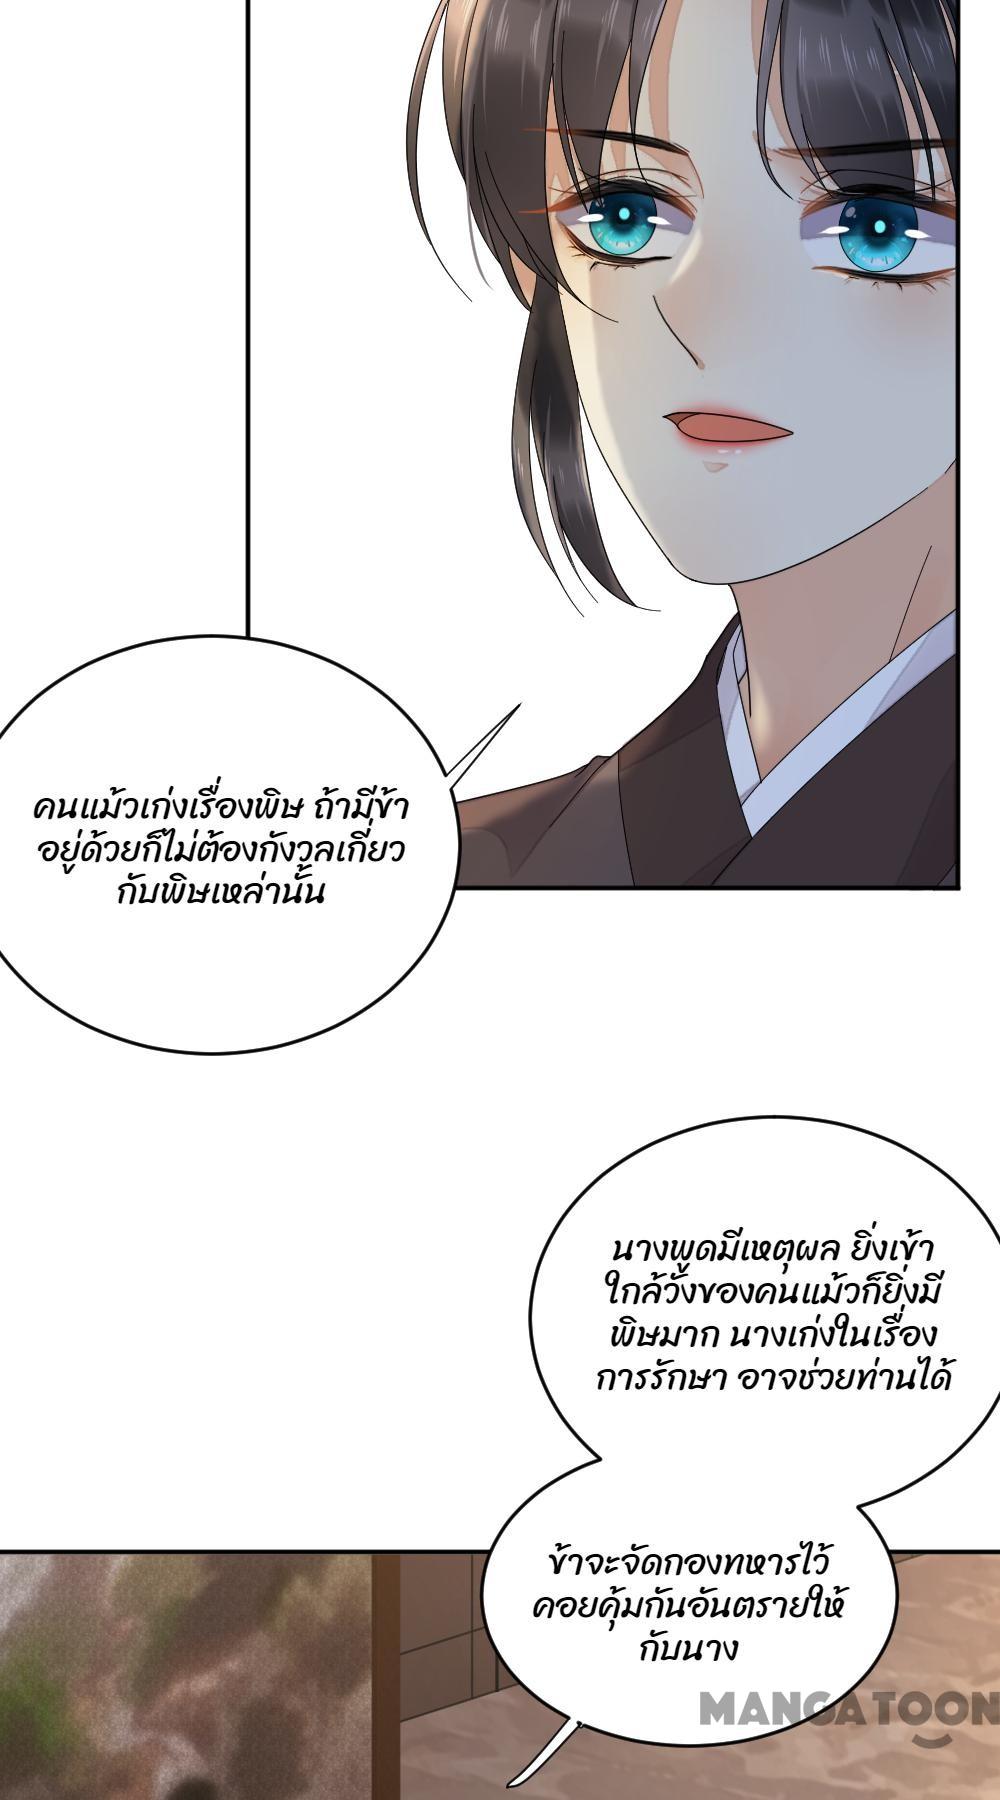 คนแม้วเก่งเรื่องพิษ ถ้ามีข้า
อยู่ด้วยก็ไม่ต้องกังวลเกี่ยว
กับพิษเหล่านั้น
นางพูดมีเหตุผล ยิ่งเข้า
ใกล้วังของคนแม้วก็ยิ่งมี
พิษมาก นางเก่งในเรื่อง
การรักษา อาจช่วยท่านได้
ข้าจะจัดกองทหารไว้
คอยคุ้มกันอันตรายให้
กับนาง
MANGATOON